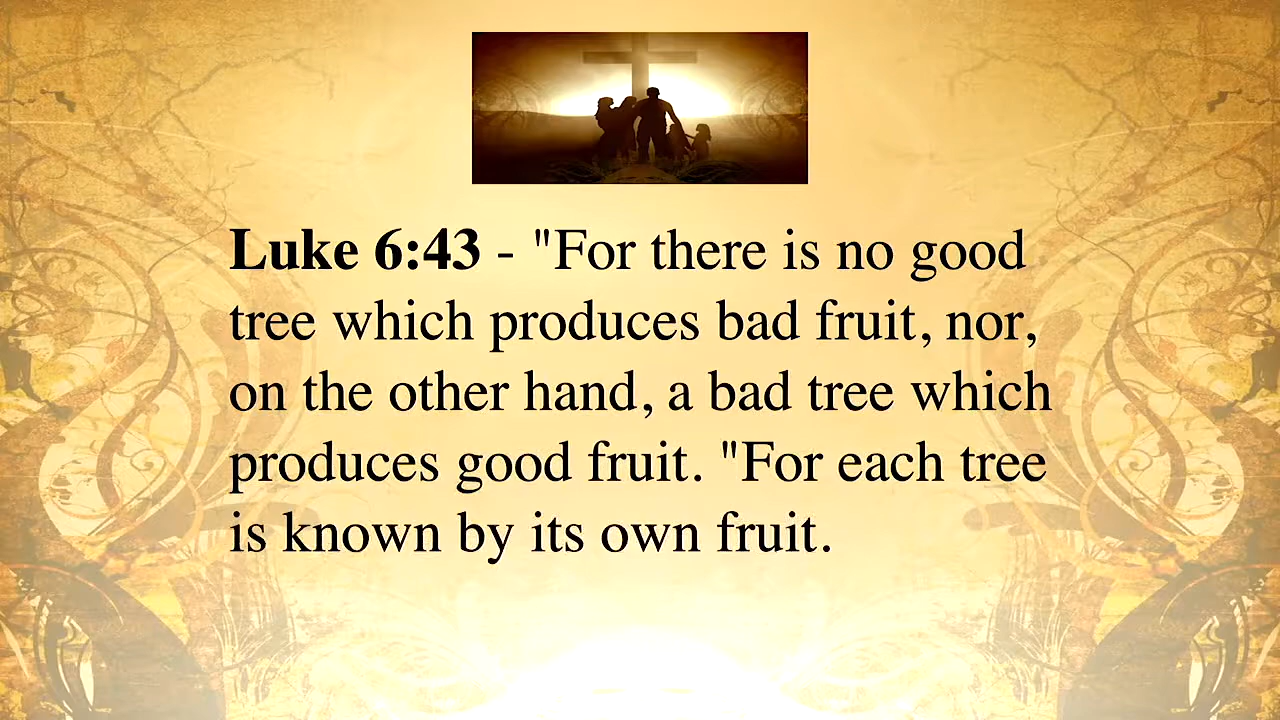 Luke 6:43 - "For there is no good
tree which produces bad fruit, nor,
on the other hand, a bad tree which
produces good fruit. "For each tree
is known by its own fruit.